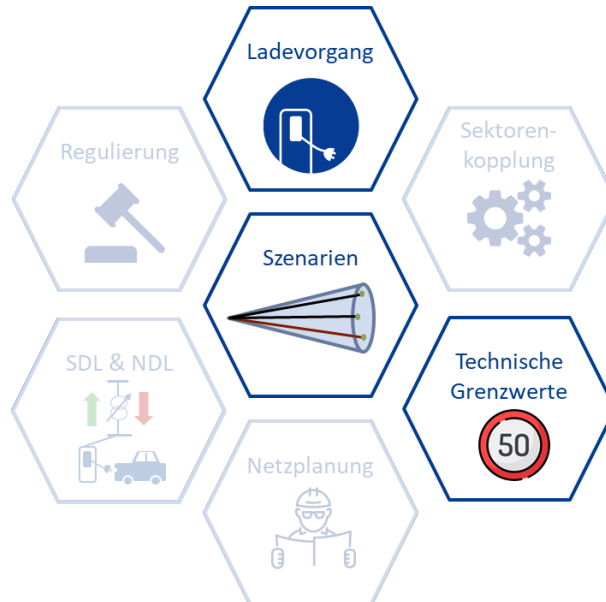 Ladevorgang
Regulierung
Sektoren-
kopplung
Szenarien
SDL & NDL
Technische
Grenzwerte
50
Netzplanung